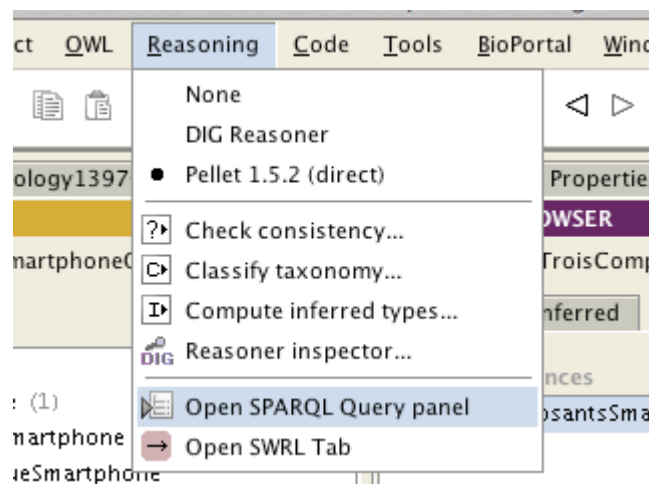 ct OWL Reasoning Code Tools BioPortal Wind
None
DIG Reasoner
ology1397 Pellet 1.5.2 (direct) Propertie
Check consistency... OWSER
martphone Classify taxonomy... TroisComp
Compute inferred types... nferred
DIG Reasoner inspector...
nces
: (1) Open SPARQL Query panel osantsSma
martphone Open SWRL Tab
ueSmartphone